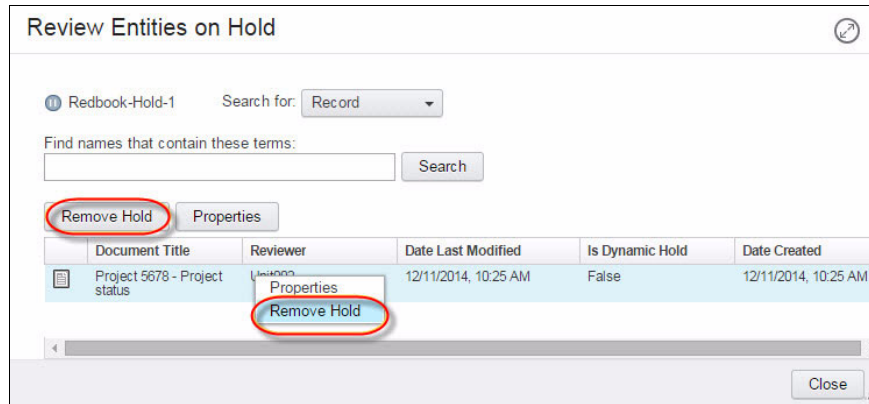 Review Entities on Hold
Redbook-Hold-1 Search for: Record
Find names that contain these terms:
Search
Remove Hold Properties
Document Title Reviewer Date Last Modified Is Dynamic Hold Date Created
Project 5678 - Project 12/11/2014, 10:25 AM False 12/11/2014, 10:25 AM
status
Properties
Remove Hold
Close